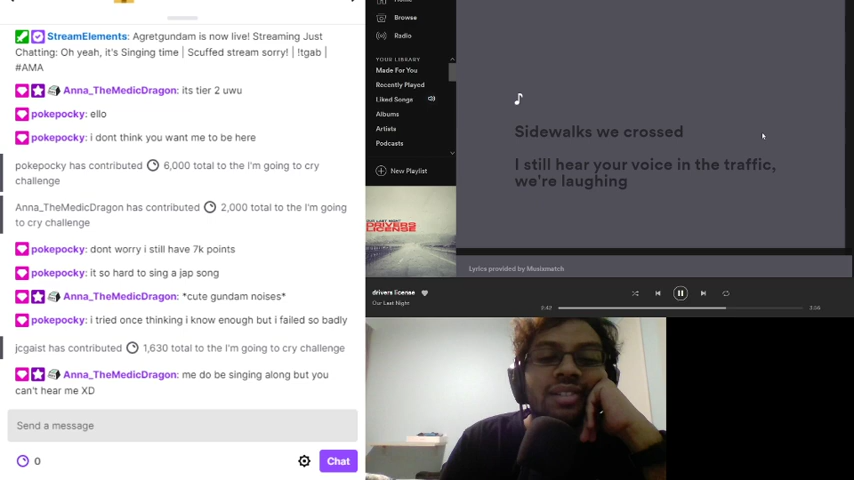 StreamElements: Agretgundam is now live! Streaming Just
Chatting: Oh yeah, it's Singing time | Scuffed stream sorry! | !tgab |
#AMA
Anna_TheMedicDragon: its tier 2 uwu
pokepocky: ello
pokepocky: i dont think you want me to be here
pokepocky has contributed 6,000 total to the I'm going to cry
challenge
Anna_TheMedicDragon has contributed 2,000 total to the I'm going
to cry challenge
pokepocky: dont worry i still have 7k points
pokepocky: it so hard to sing a jap song
Anna_TheMedicDragon: *cute gundam noises*
pokepocky: i tried once thinking i know enough but i failed so badly
jcgaist has contributed 1,630 total to the I'm going to cry challenge
Anna_TheMedicDragon: me do be singing along but you
can't hear me XD
Send a message
0
Chat
Browse
Radio
YOUR LIBRARY
Made For You
Recently Played
Liked Songs
Albums
Artists
Podcasts
New Playlist
DRIVERS
LICENSE
Sidewalks we crossed
I still hear your voice in the traffic,
we're laughing
Lyrics provided by Musixmatch
drivers license
Our Last Night